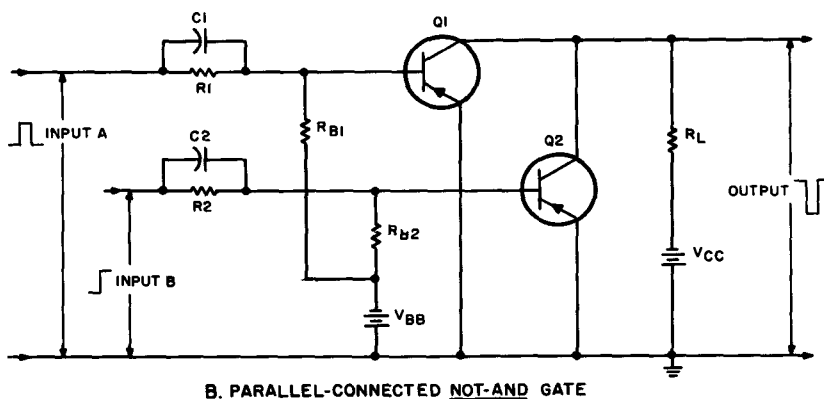 C1
Q1
R1
INPUT A
RB1
C2
Q2
RL
R2
OUTPUT
RB2
INPUT B
VCC
VBB
B. PARALLEL-CONNECTED NOT-AND GATE